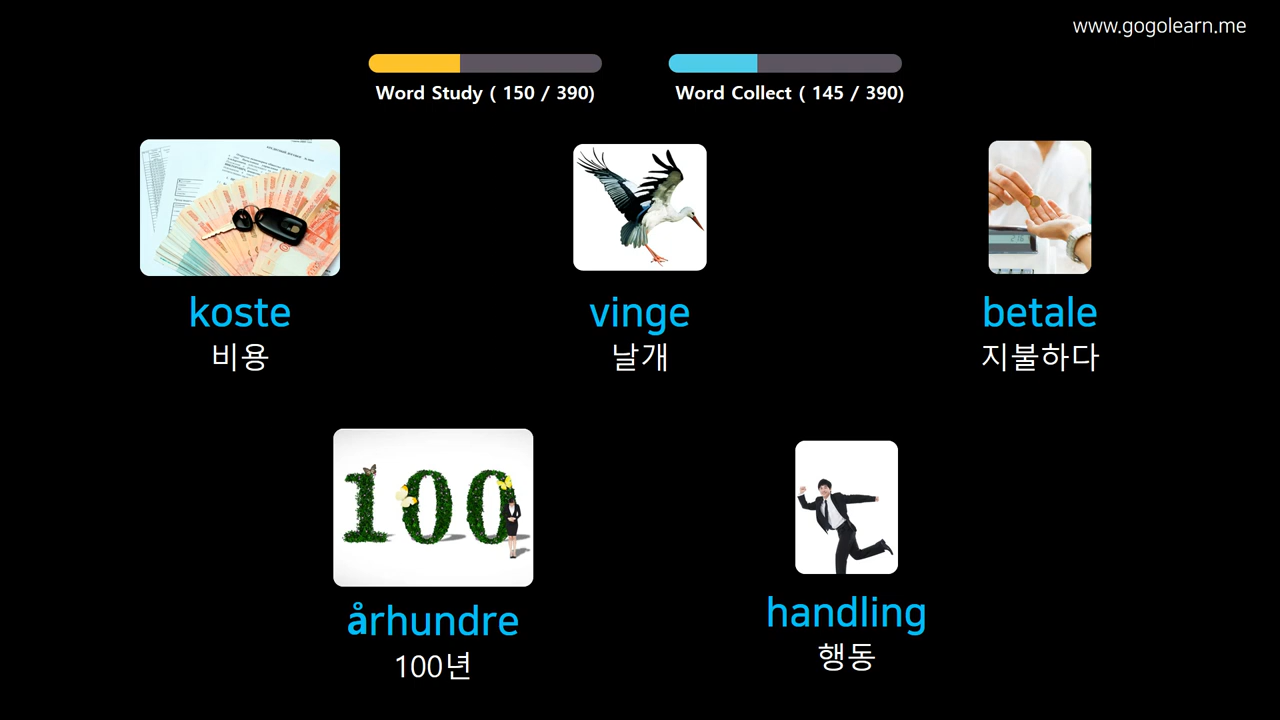 www.gogolearn.me
Word Study ( 150 / 390)
Word Collect ( 145 / 390)
koste
비용
vinge
날개
betale
지불하다
100
århundre
100년
handling
행동